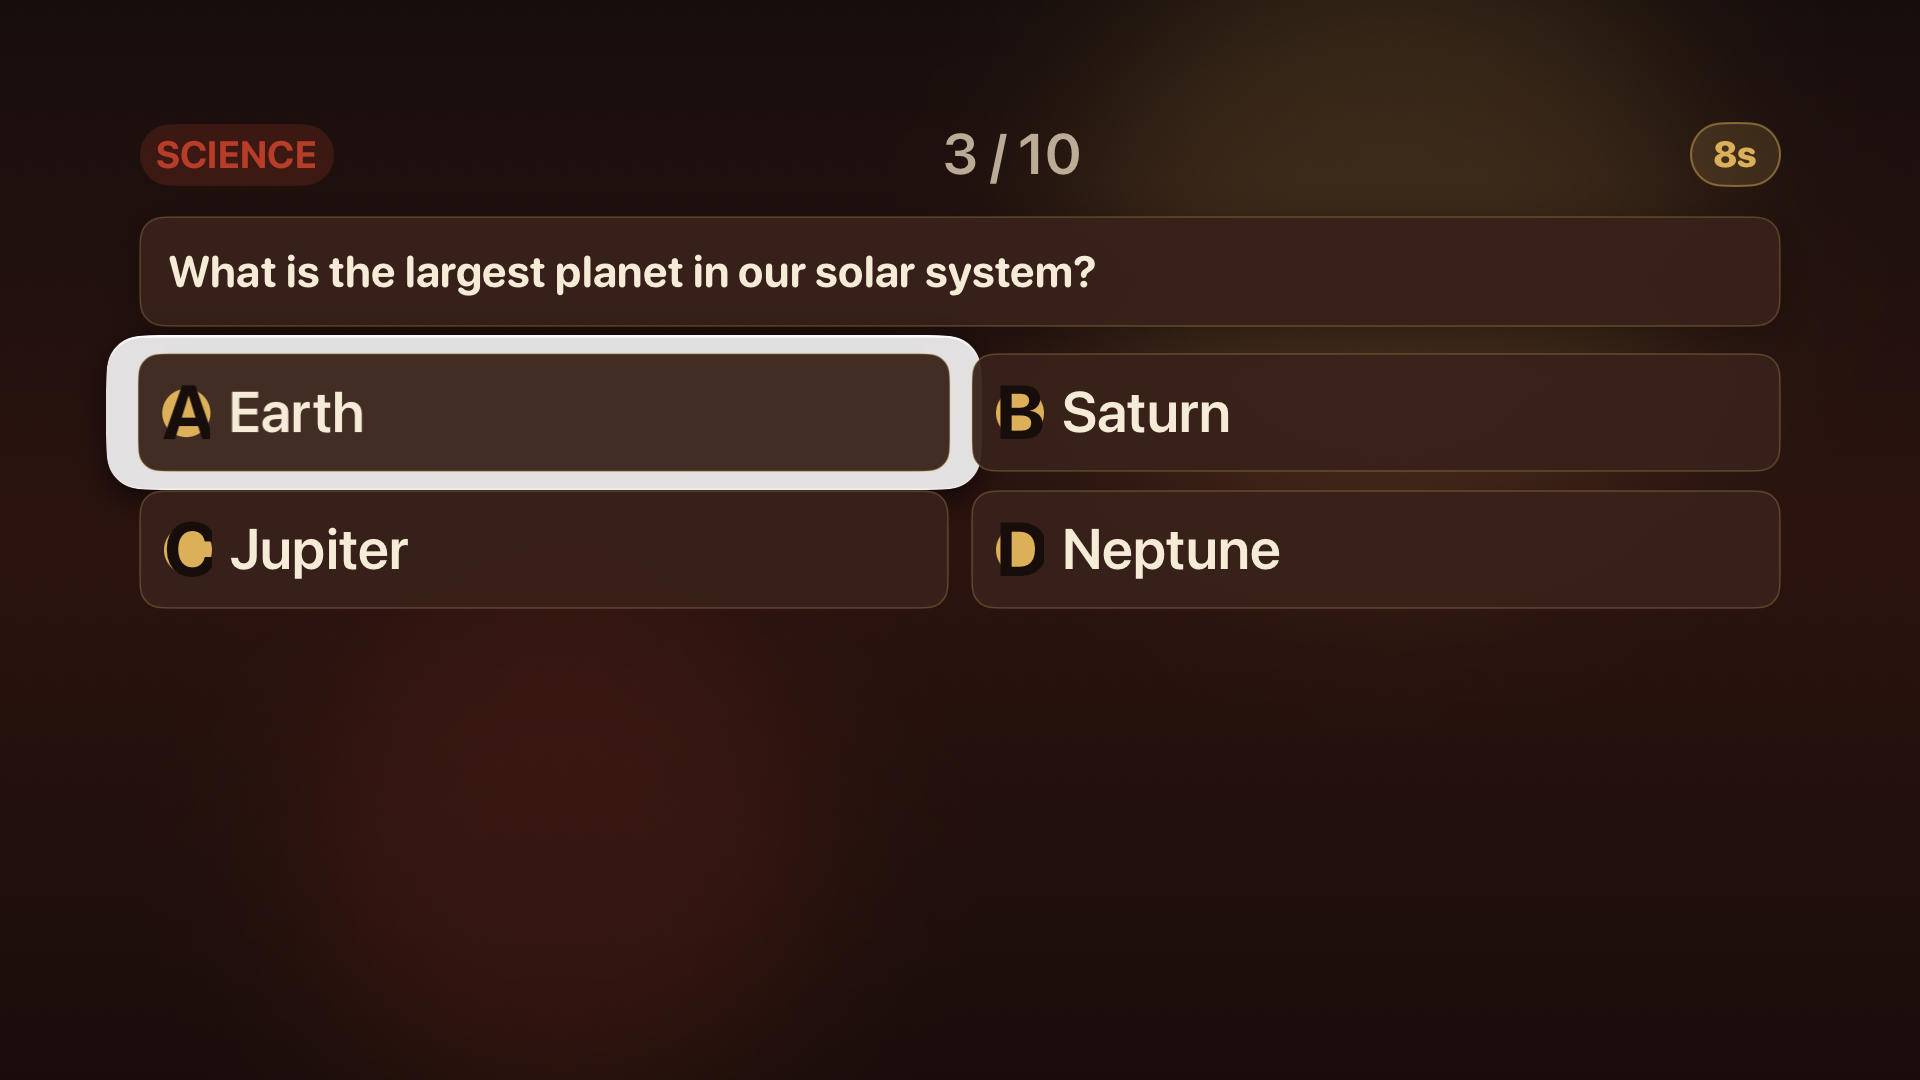 SCIENCE
3 / 10
8s
What is the largest planet in our solar system?
A Earth
B Saturn
C Jupiter
D Neptune